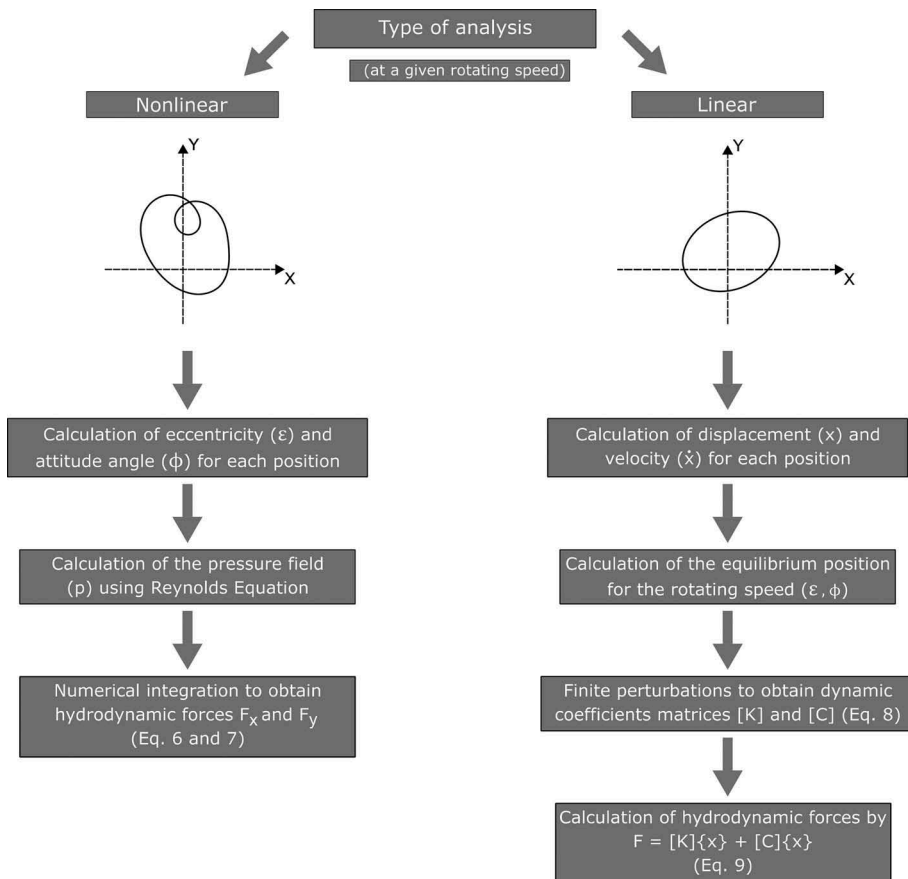 Type of analysis
(at a given rotating speed)
Nonlinear
Y
X
Calculation of eccentricity (ε) and
attitude angle (ϕ) for each position
Calculation of the pressure field
(p) using Reynolds Equation
Numerical integration to obtain
hydrodynamic forces Fx and Fy
(Eq. 6 and 7)
Linear
Y
X
Calculation of displacement (x) and
velocity (ẋ) for each position
Calculation of the equilibrium position
for the rotating speed (ε, ϕ)
Finite perturbations to obtain dynamic
coefficients matrices [K] and [C] (Eq. 8)
Calculation of hydrodynamic forces by
F = [K]{x} + [C]{x}
(Eq. 9)